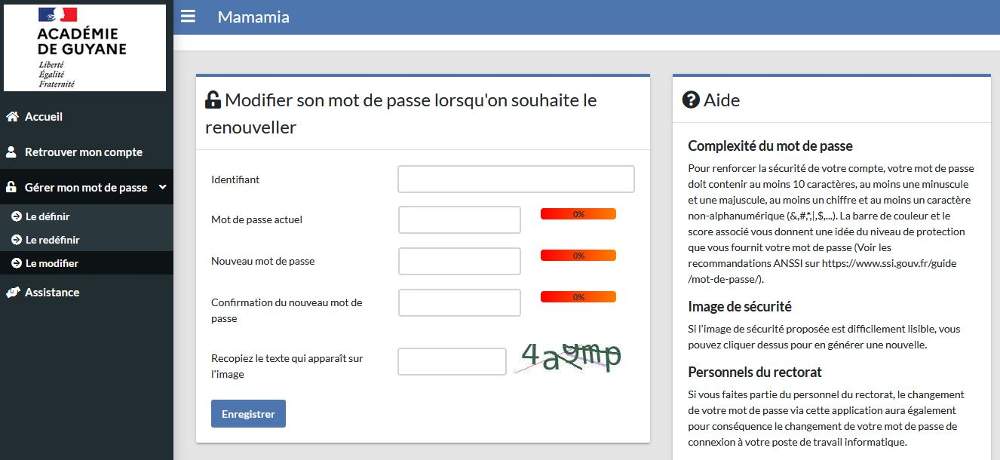 ACADÉMIE
DE GUYANE
Liberté
Égalité
Fraternité
Accueil
Retrouver mon compte
Gérer mon mot de passe
Le définir
Le redéfinir
Le modifier
Assistance
Mamamia
Modifier son mot de passe lorsqu'on souhaite le
renouveller
Identifiant
Mot de passe actuel
0%
Nouveau mot de passe
0%
Confirmation du nouveau mot de
passe
0%
Recopiez le texte qui apparaît sur
l'image
4agmp
Enregistrer
Aide
Complexité du mot de passe
Pour renforcer la sécurité de votre compte, votre mot de passe
doit contenir au moins 10 caractères, au moins une minuscule
et une majuscule, au moins un chiffre et au moins un caractère
non-alphanumérique (&,#,*,|,$,...). La barre de couleur et le
score associé vous donnent une idée du niveau de protection
que vous fournit votre mot de passe (Voir les
recommandations ANSSI sur https://www.ssi.gouv.fr/guide
/mot-de-passe/).
Image de sécurité
Si l'image de sécurité proposée est difficilement lisible, vous
pouvez cliquer dessus pour en générer une nouvelle.
Personnels du rectorat
Si vous faites partie du personnel du rectorat, le changement
de votre mot de passe via cette application aura également
pour conséquence le changement de votre mot de passe de
connexion à votre poste de travail informatique.